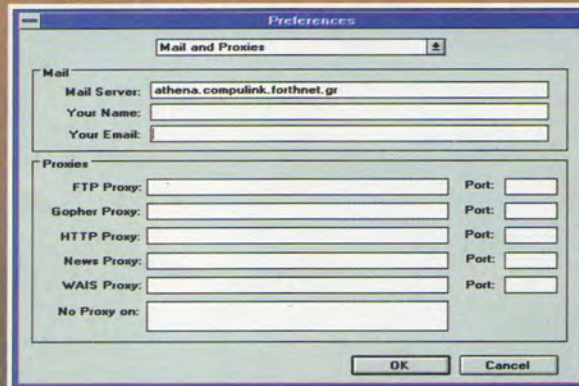 Preferences
Mail and Proxies
Mail
Mail Server: athena.compulink.forthnet.gr
Your Name:
Your Email:
Proxies
FTP Proxy: Port:
Gopher Proxy: Port:
HTTP Proxy: Port:
News Proxy: Port:
WAIS Proxy: Port:
No Proxy on:
OK Cancel